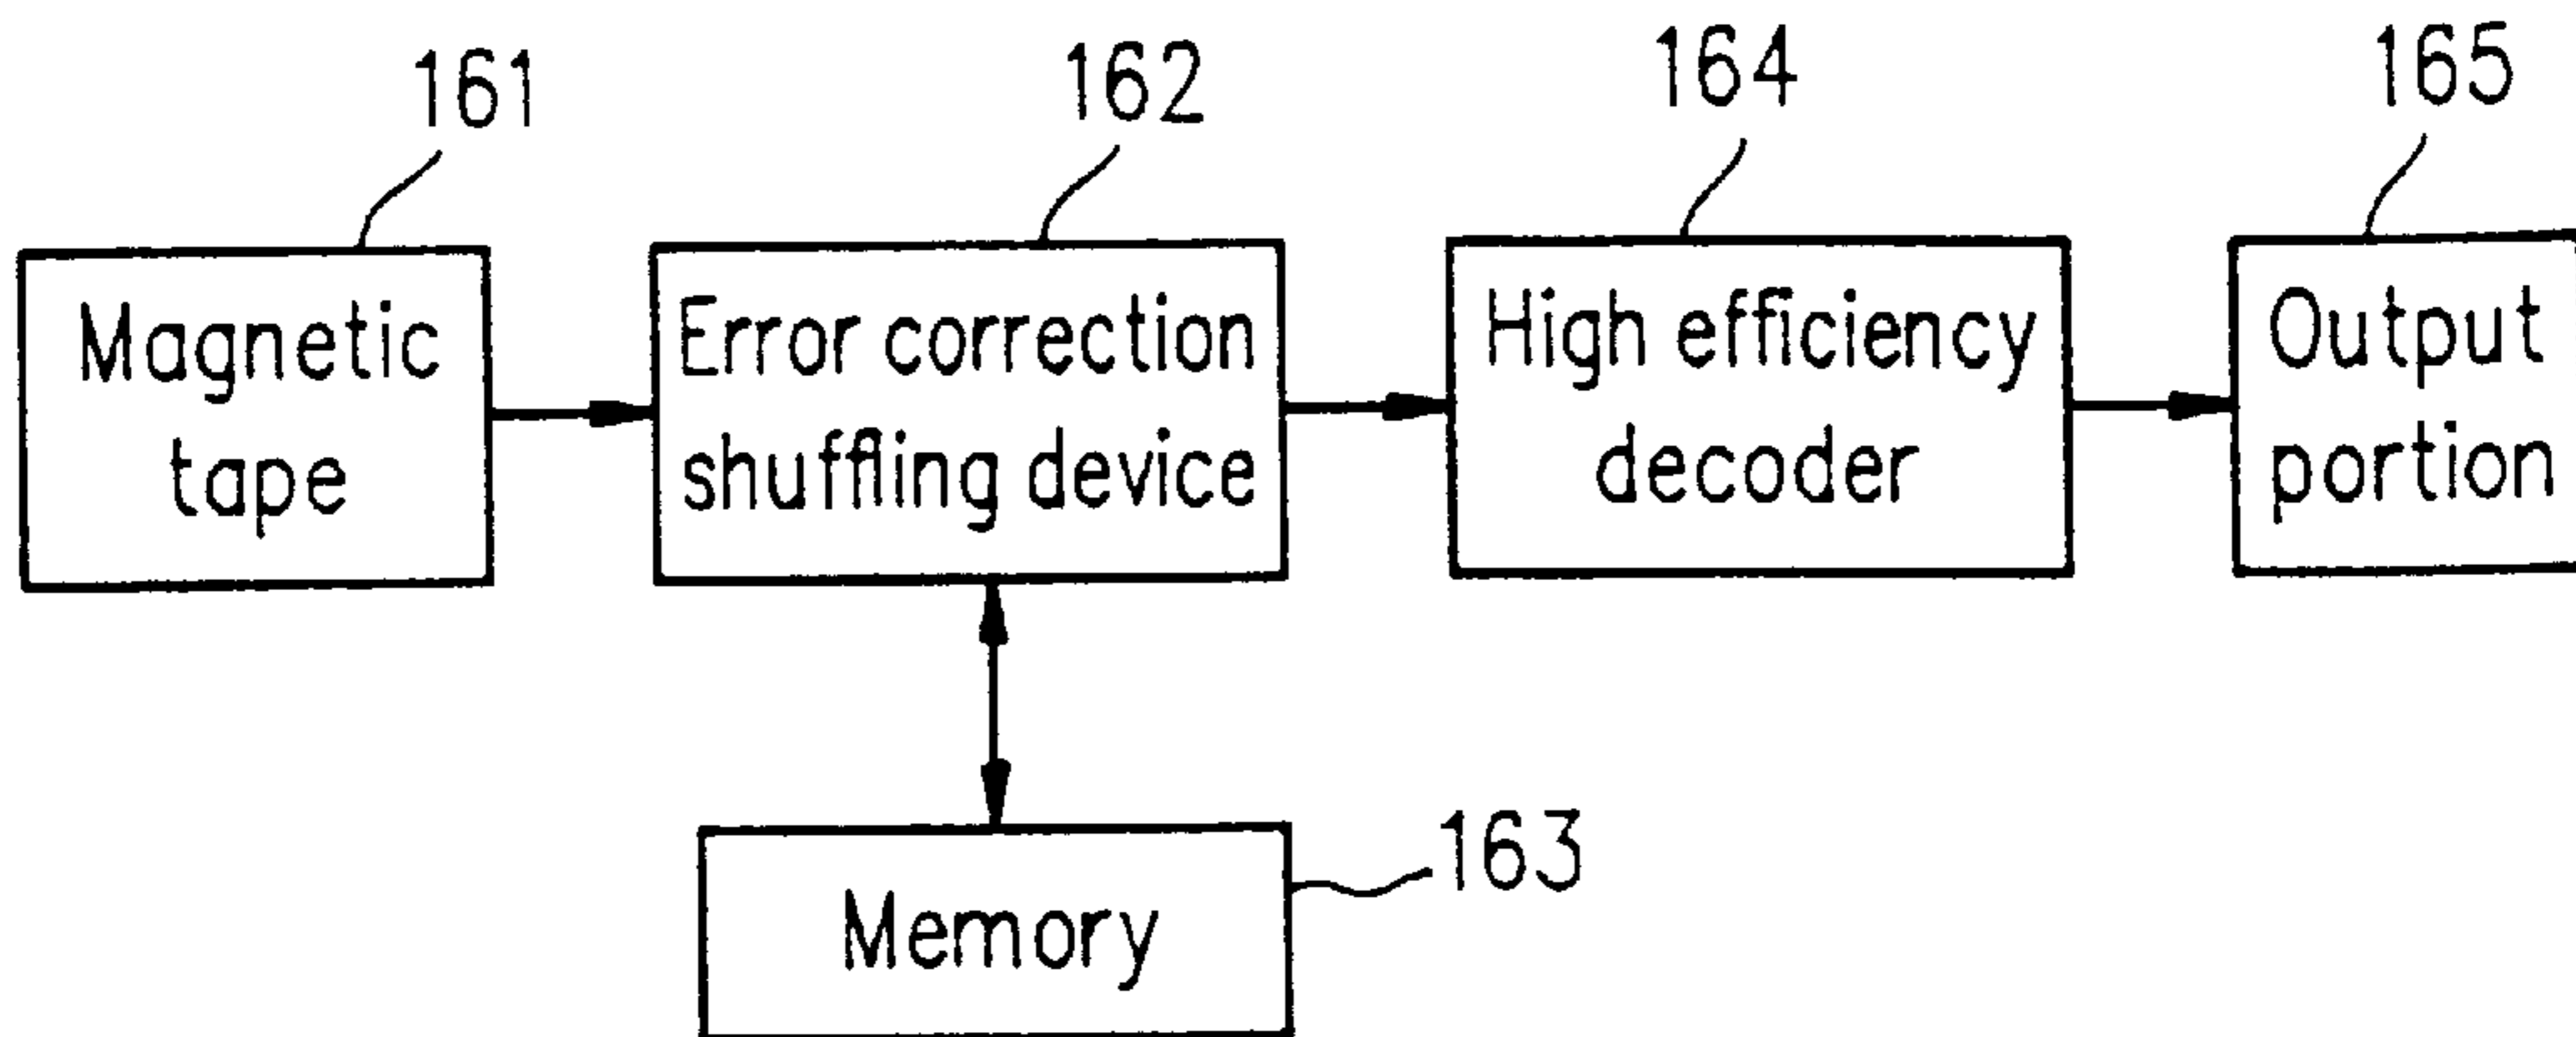 161
162
164
165
Magnetic
tape
Error correction
shuffling device
High efficiency
decoder
Output
portion
163
Memory